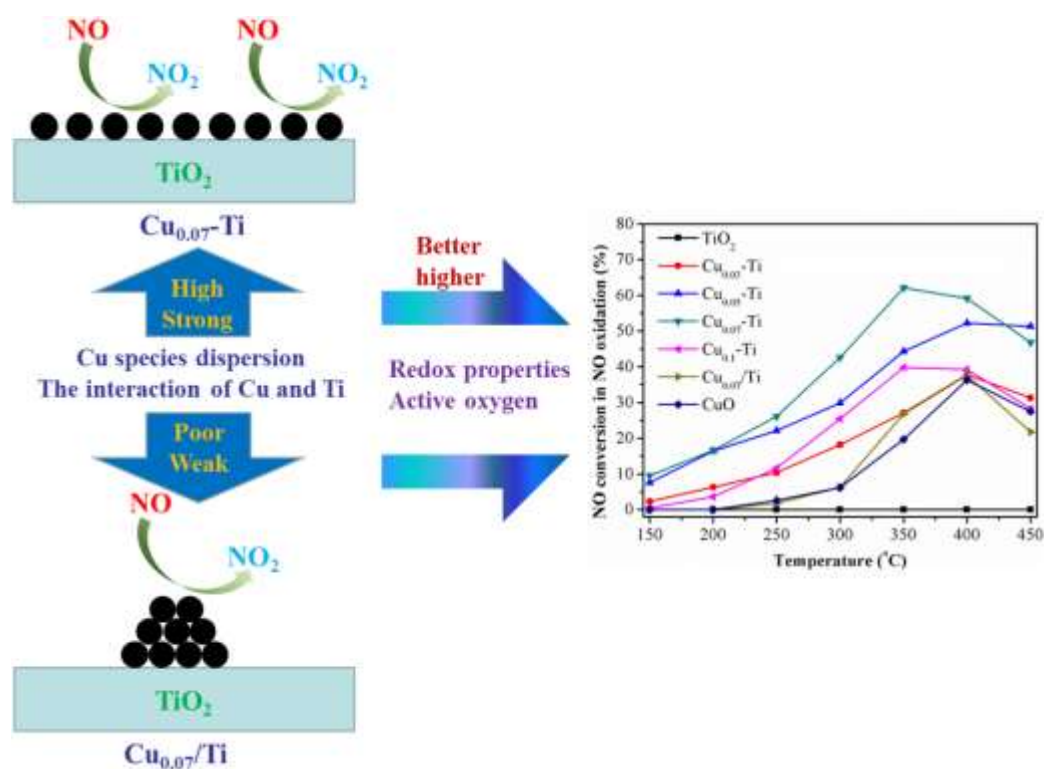 NO
NO
NO₂
NO₂
TiO₂
Cu₀.₀₇-Ti
High
Strong
Cu species dispersion
The interaction of Cu and Ti
Poor
Weak
NO
NO₂
TiO₂
Cu₀.₀₇/Ti
Better
higher
Redox properties
Active oxygen
NO conversion in NO oxidation (%)
80
70
60
50
40
30
20
10
0
TiO₂
Cu₀.₀₃-Ti
Cu₀.₀₅-Ti
Cu₀.₀₇-Ti
Cu₀.₁-Ti
Cu₀.₀₇/Ti
CuO
150 200 250 300 350 400 450
Temperature (°C)